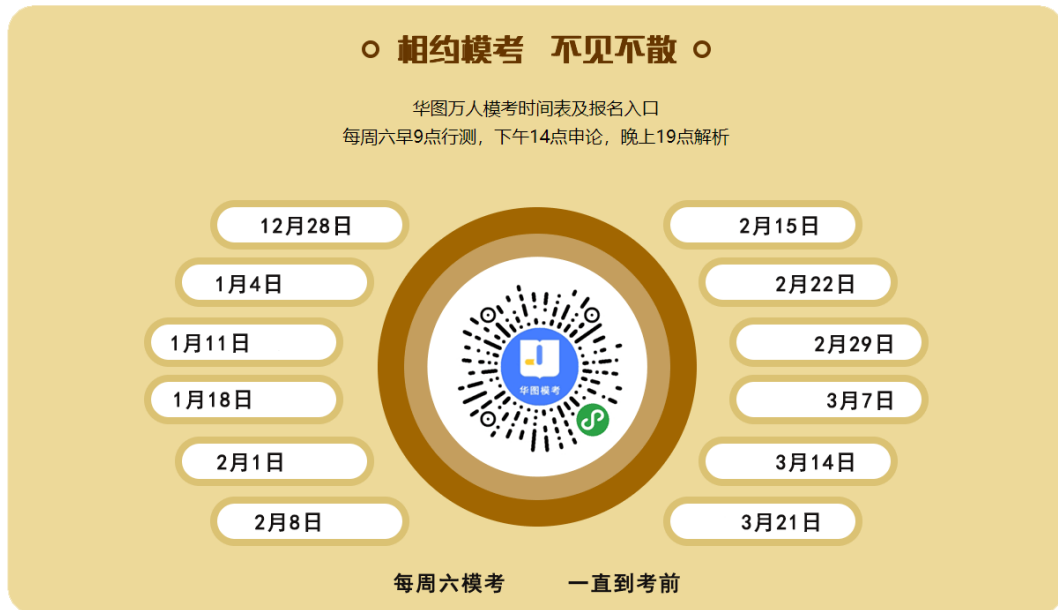 相约模考 不见不散
华图万人模考时间表及报名入口
每周六早9点行测，下午14点申论，晚上19点解析
12月28日
1月4日
1月11日
1月18日
2月1日
2月8日
华图模考
2月15日
2月22日
2月29日
3月7日
3月14日
3月21日
每周六模考 一直到考前